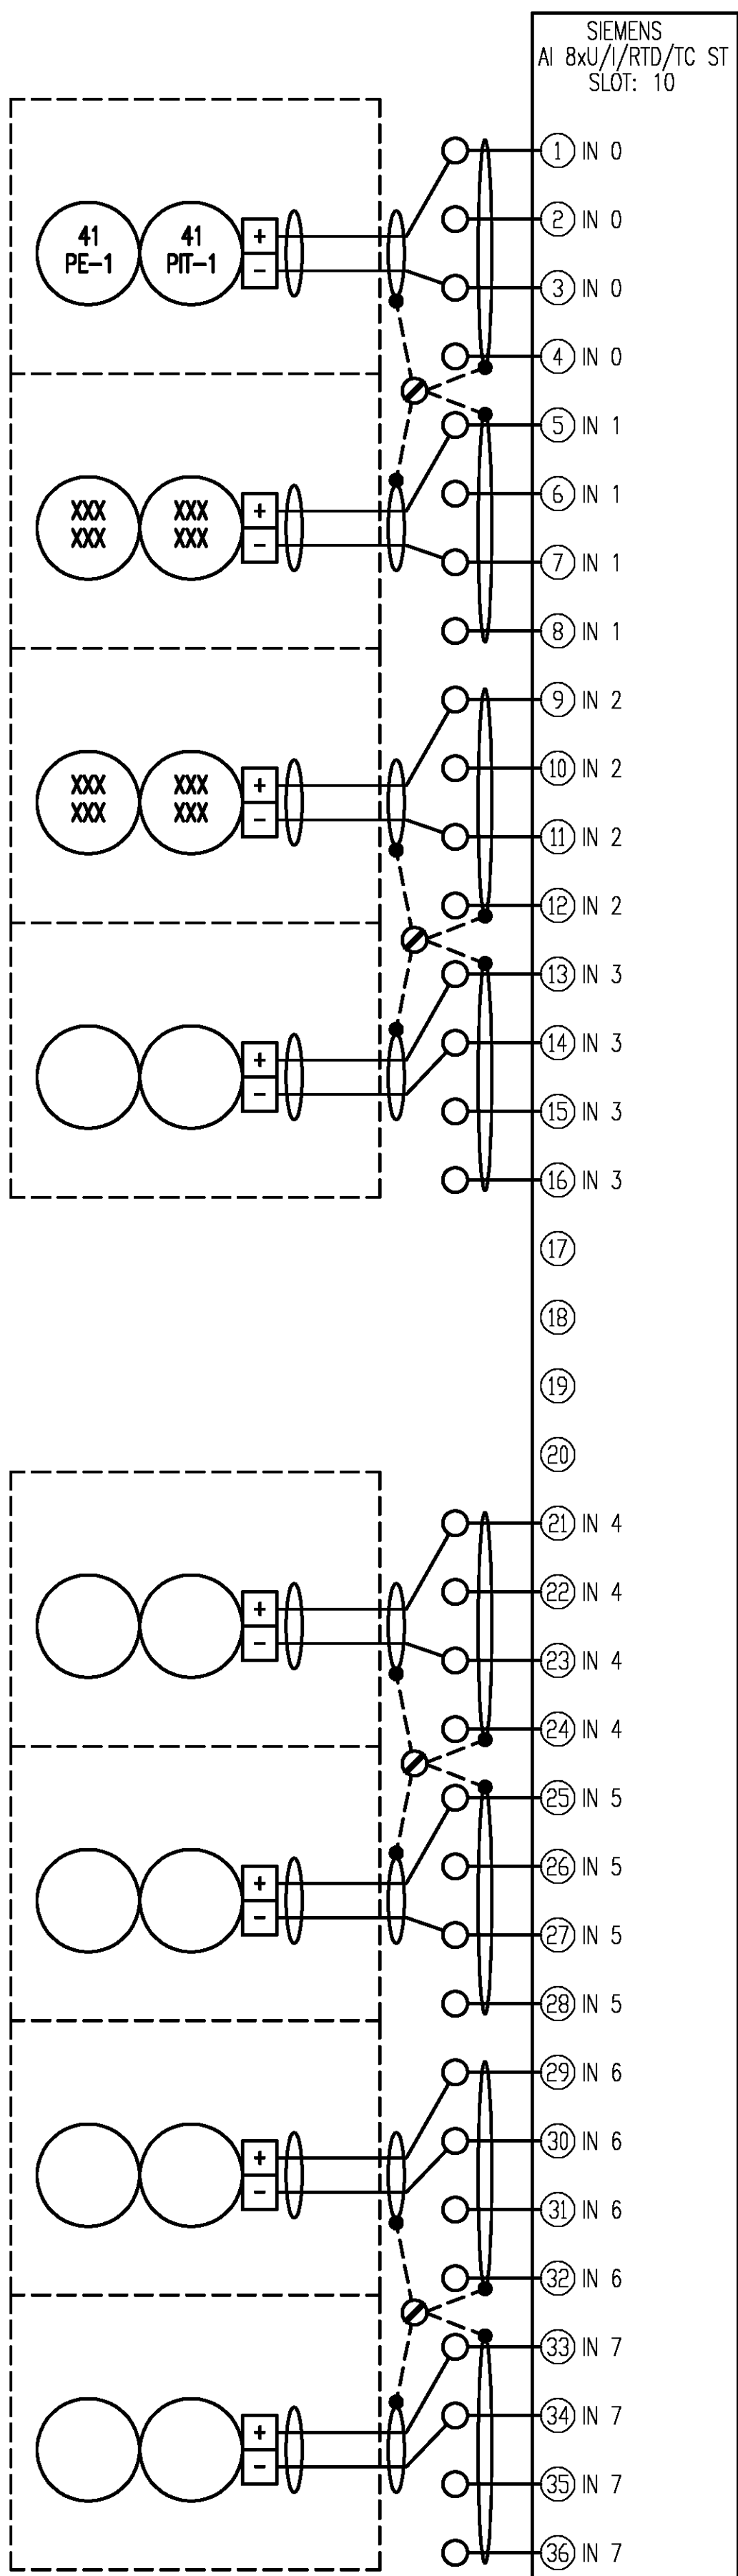 SIEMENS
AI 8xU/I/RTD/TC ST
SLOT: 10
1 IN 0
41 PE-1
41 PIT-1
+
2 IN 0
-
3 IN 0
4 IN 0
5 IN 1
XXX XXX
XXX XXX
+
6 IN 1
-
7 IN 1
8 IN 1
9 IN 2
XXX XXX
XXX XXX
+
10 IN 2
-
11 IN 2
12 IN 2
13 IN 3
+
14 IN 3
-
15 IN 3
16 IN 3
17
18
19
20
21 IN 4
+
22 IN 4
-
23 IN 4
24 IN 4
25 IN 5
+
26 IN 5
-
27 IN 5
28 IN 5
29 IN 6
+
30 IN 6
-
31 IN 6
32 IN 6
33 IN 7
+
34 IN 7
-
35 IN 7
36 IN 7